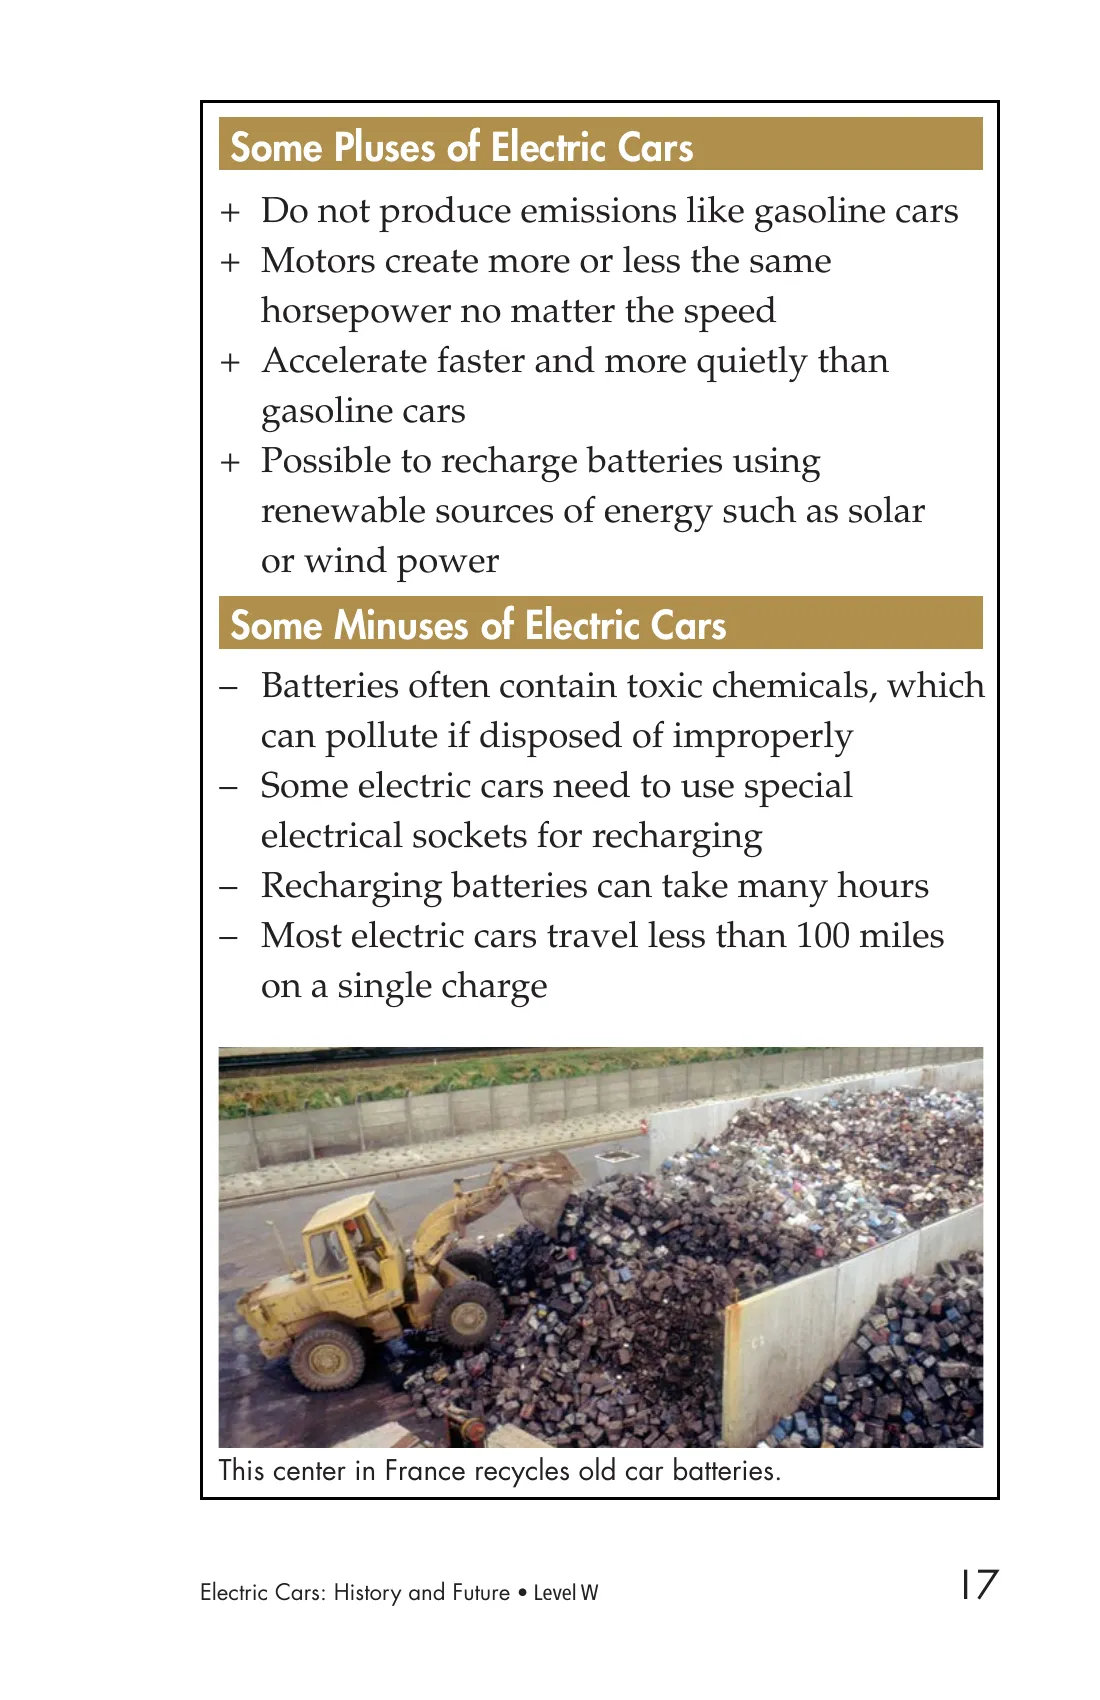 Some Pluses of Electric Cars
+ Do not produce emissions like gasoline cars
+ Motors create more or less the same
horsepower no matter the speed
+ Accelerate faster and more quietly than
gasoline cars
+ Possible to recharge batteries using
renewable sources of energy such as solar
or wind power
Some Minuses of Electric Cars
– Batteries often contain toxic chemicals, which
can pollute if disposed of improperly
– Some electric cars need to use special
electrical sockets for recharging
– Recharging batteries can take many hours
– Most electric cars travel less than 100 miles
on a single charge
This center in France recycles old car batteries.
Electric Cars: History and Future • Level W
17